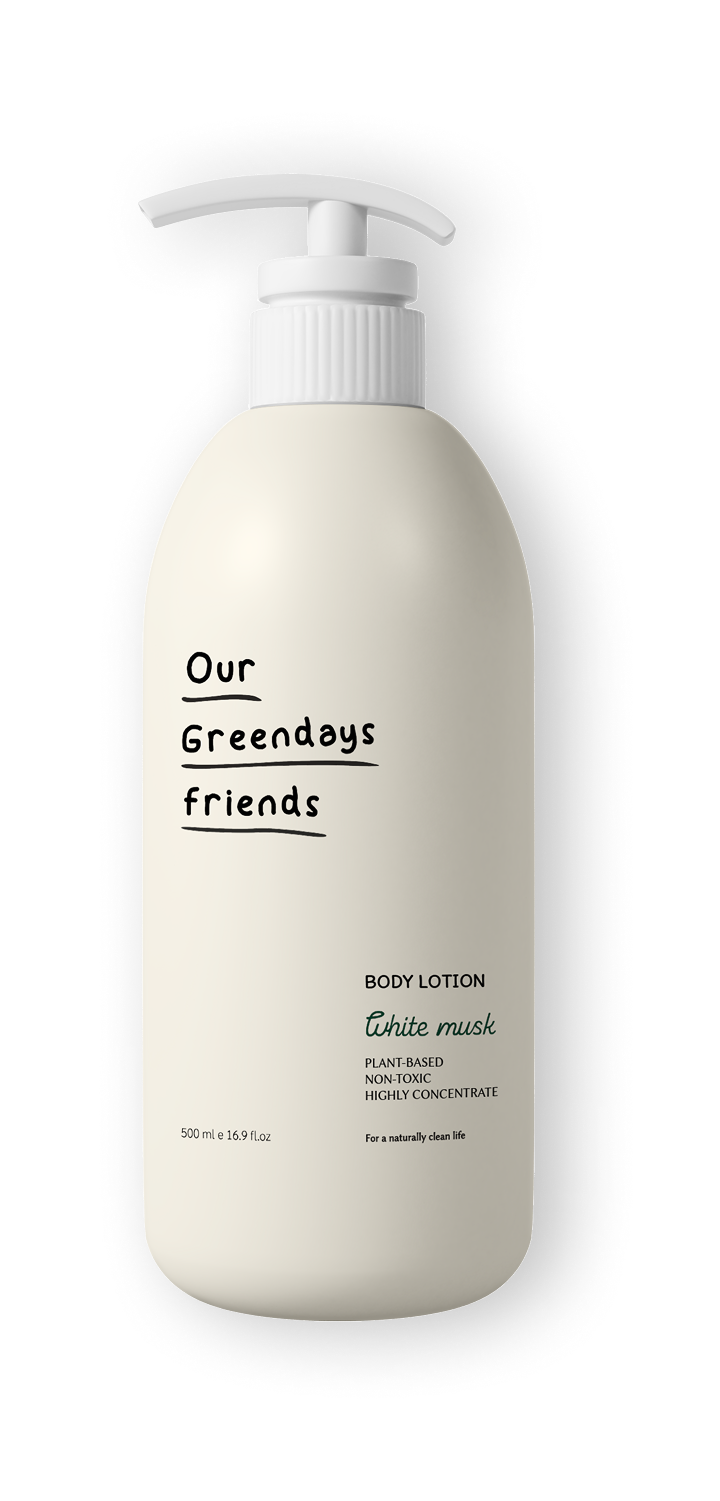 Our
Greendays
friends
BODY LOTION
White musk
PLANT-BASED
NON-TOXIC
HIGHLY CONCENTRATE
500 ml e 16.9 fl.oz
For a naturally clean life